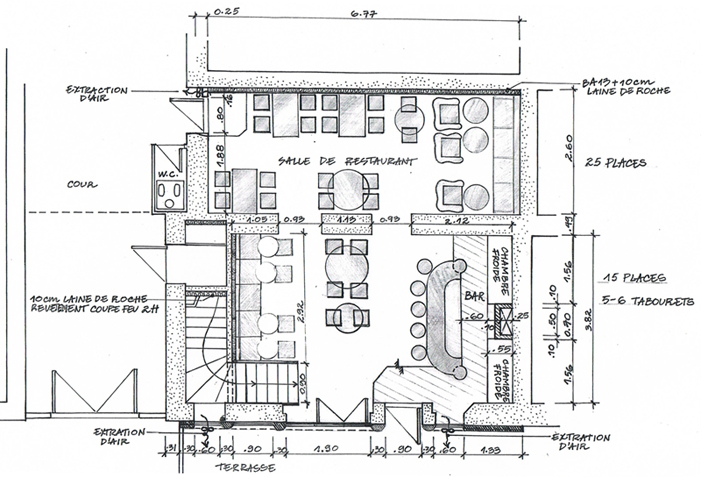 0.25
6.77
EXTRACTION
D'AIR
BA13+10cm
LAINE DE ROCHE
.80
1.88
2.60
SALLE DE RESTAURANT
25 PLACES
W.C.
COUR
1.05
0.93
1.13
0.93
2.12
.49
CHAMBRE
FROIDE
1.56
15 PLACES
5-6 TABOURETS
10cm LAINE DE ROCHE
REVÊEDIENT COUPE FEU 2H
2.92
BAR
.60
.10
.25
.10
.50
.10
0.90
3.82
.55
CHAMBRE
FROIDE
1.56
0.90
EXTRACTION
D'AIR
.31
.30
.60
.30
.90
.30
1.90
.30
.90
.30
.60
1.33
EXTRATION
D'AIR
TERRASSE